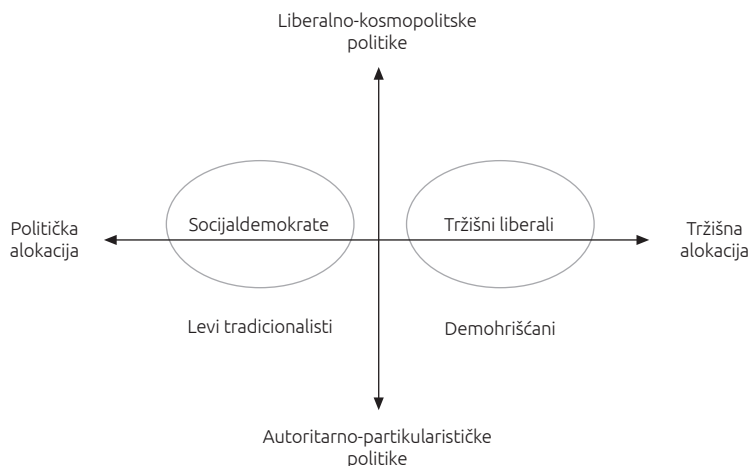 Liberalno-kosmopolitske
politike
Politička
alokacija
Socijaldemokrate
Tržišni liberali
Tržišna
alokacija
Levi tradicionalisti
Demohrišćani
Autoritarno-partikularističke
politike